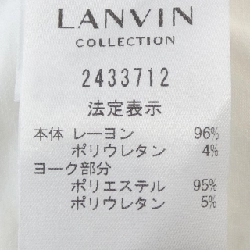 LANVIN
COLLECTION
2433712
法定表示
本体 レーヨン 96%
ポリウレタン 4%
ヨーク部分
ポリエステル 95%
ポリウレタン 5%